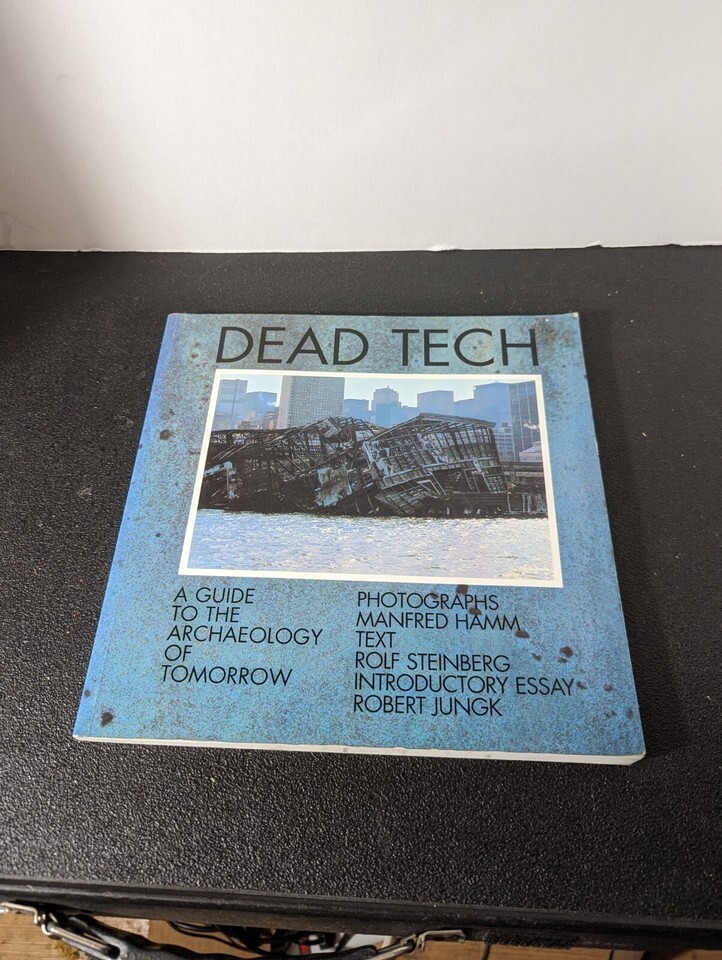 DEAD TECH
A GUIDE
TO THE
ARCHAEOLOGY
OF
TOMORROW
PHOTOGRAPHS
MANFRED HAMM
TEXT
ROLF STEINBERG
INTRODUCTORY ESSAY
ROBERT JUNGK